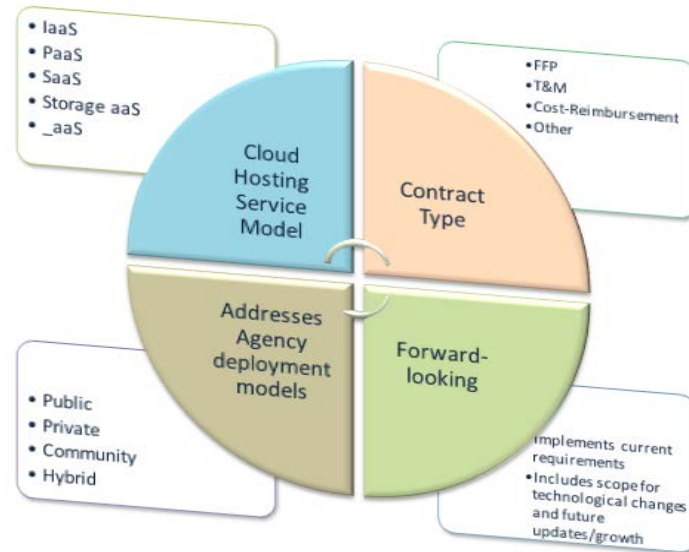 • IaaS
• PaaS
• SaaS
• Storage aaS
• _aaS
• FFP
• T&M
• Cost-Reimbursement
• Other
Cloud
Hosting
Service
Model
Contract
Type
Addresses
Agency
deployment
models
Forward-
looking
• Public
• Private
• Community
• Hybrid
Implements current
requirements
• Includes scope for
technological changes
and future
updates/growth